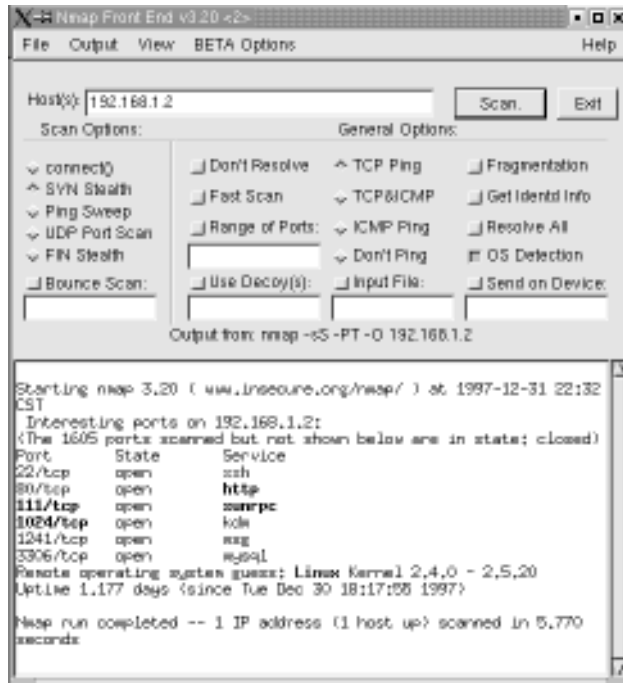 Nmap Front End v3.20 <2>
File Output View BETA Options Help
Host(s): 192.168.1.2 Scan. Exit
Scan Options: General Options:
connect() Don't Resolve TCP Ping Fragmentation
SYN Stealth Fast Scan TCP&ICMP Get Identd Info
Ping Sweep Range of Ports: ICMP Ping Resolve All
UDP Port Scan
FIN Stealth Don't Ping OS Detection
Bounce Scan: Use Decoy(s): Input File: Send on Device:
Output from: nmap -sS -PT -O 192.168.1.2
Starting nmap 3.20 ( www.insecure.org/nmap/ ) at 1997-12-31 22:32
CST
Interesting ports on 192.168.1.2:
(The 1605 ports scanned but not shown below are in state: closed)
Port State Service
22/tcp open ssh
80/tcp open http
111/tcp open sunrpc
1024/tcp open kdm
1241/tcp open msg
3306/tcp open mysql
Remote operating system guess: Linux Kernel 2.4.0 - 2.5.20
Uptime 1.177 days (since Tue Dec 30 18:17:55 1997)
Nmap run completed -- 1 IP address (1 host up) scanned in 5.770
seconds